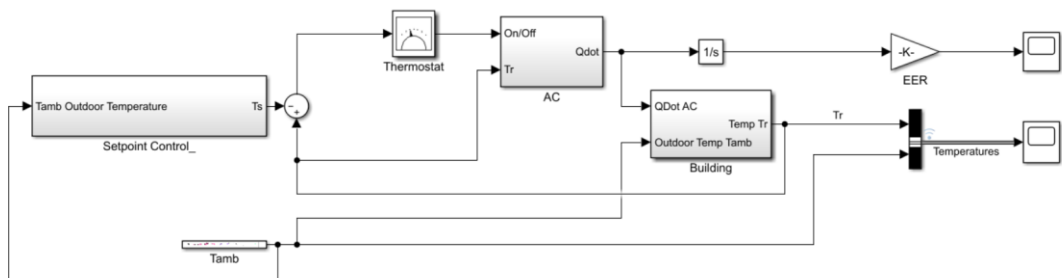 On/Off
Qdot
Tr
AC
Thermostat
1/s
-K-
EER
Tamb Outdoor Temperature
Ts
Setpoint Control_
QDot AC
Temp Tr
Outdoor Temp Tamb
Building
Tr
Temperatures
Tamb